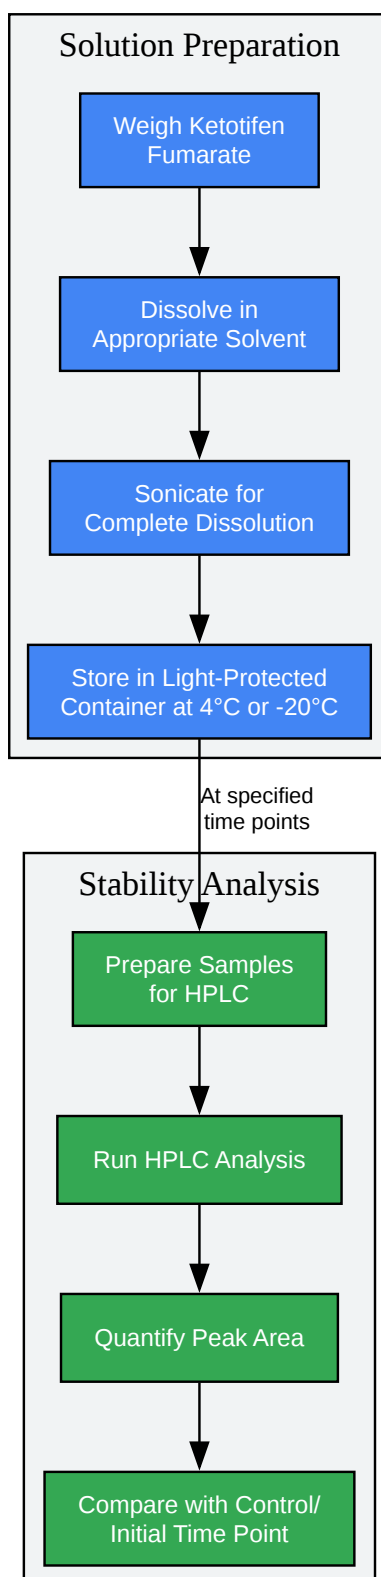 Solution Preparation
Weigh Ketotifen
Fumarate
Dissolve in
Appropriate Solvent
Sonicate for
Complete Dissolution
Store in Light-Protected
Container at 4°C or -20°C
At specified
time points
Stability Analysis
Prepare Samples
for HPLC
Run HPLC Analysis
Quantify Peak Area
Compare with Control/
Initial Time Point